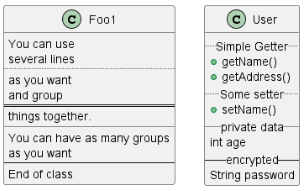 C Foo1
You can use
several lines
as you want
and group
things together.
You can have as many groups
as you want
End of class
C User
Simple Getter
getName()
getAddress()
Some setter
setName()
private data
int age
encrypted
String password